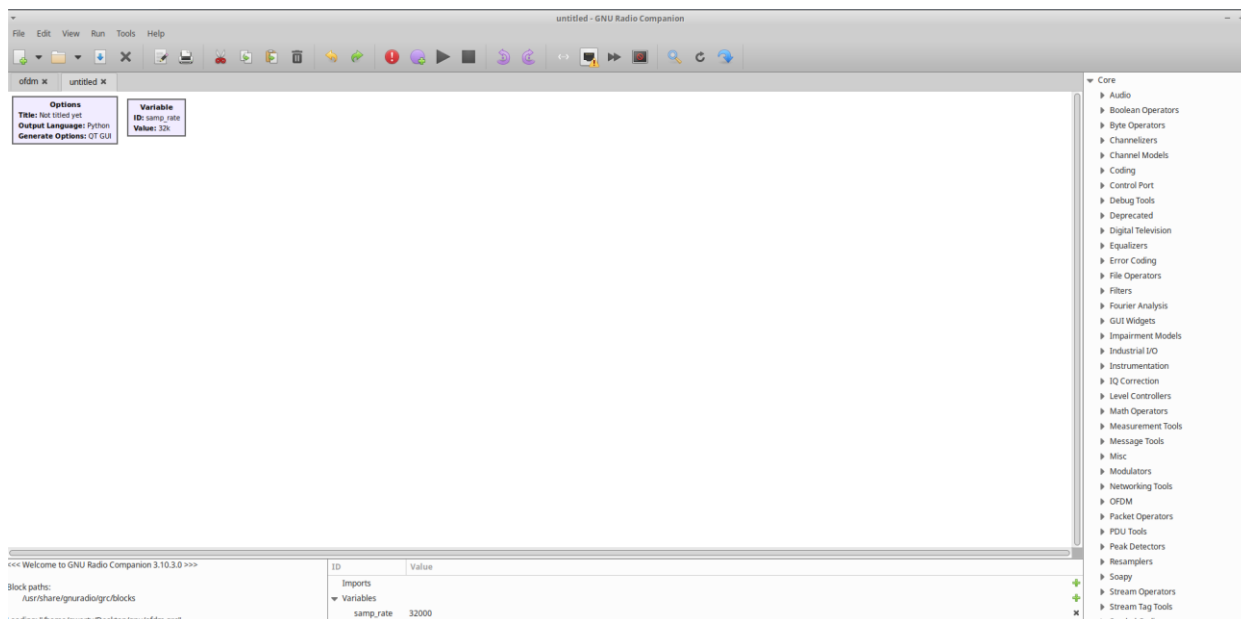 untitled - GNU Radio Companion
File Edit View Run Tools Help
ofdm
untitled
Options
Title: Not titled yet
Output Language: Python
Generate Options: QT GUI
Variable
ID: samp_rate
Value: 32k
Core
Audio
Boolean Operators
Byte Operators
Channelizers
Channel Models
Coding
Control Port
Debug Tools
Deprecated
Digital Television
Equalizers
Error Coding
File Operators
Filters
Fourier Analysis
GUI Widgets
Impairment Models
Industrial I/O
Instrumentation
IQ Correction
Level Controllers
Math Operators
Measurement Tools
Message Tools
Misc
Modulators
Networking Tools
OFDM
Packet Operators
PDU Tools
Peak Detectors
Resamplers
Soapy
Stream Operators
Stream Tag Tools
<<< Welcome to GNU Radio Companion 3.10.3.0 >>>
Block paths:
/usr/share/gnuradio/grc/blocks
ID Value
Imports
Variables
samp_rate 32000